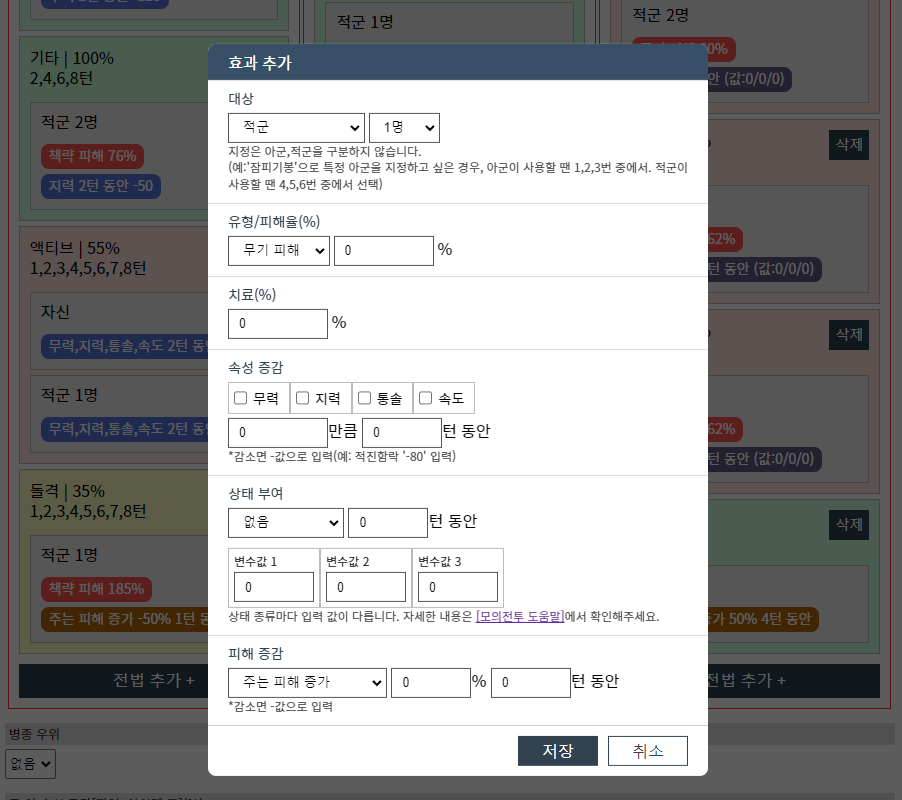 적군 1명
적군 2명
기타 | 100%
2,4,6,8턴
안 (값:0/0/0)
적군 2명
책략 피해 76%
지력 2턴 동안 -50
삭제
액티브 | 55%
1,2,3,4,5,6,7,8턴
62%
턴 동안 (값:0/0/0)
자신
무력,지력,통솔,속도 2턴 동안
삭제
적군 1명
무력,지력,통솔,속도 2턴 동안
62%
턴 동안 (값:0/0/0)
돌격 | 35%
1,2,3,4,5,6,7,8턴
삭제
적군 1명
책략 피해 185%
주는 피해 증가 -50% 1턴
가 50% 4턴 동안
전법 추가 +
전법 추가 +
병종 우위
없음
효과 추가
대상
적군 1명
지정은 아군,적군을 구분하지 않습니다.
(예:'잠피기봉'으로 특정 아군을 지정하고 싶은 경우, 아군이 사용할 땐 1,2,3번 중에서. 적군이
사용할 땐 4,5,6번 중에서 선택)
유형/피해율(%)
무기 피해 0 %
치료(%)
0 %
속성 증감
무력 지력 통솔 속도
0 만큼 0 턴 동안
*감소면 -값으로 입력(예: 적진함락 '-80' 입력)
상태 부여
없음 0 턴 동안
변수값 1 변수값 2 변수값 3
0 0 0
상태 종류마다 입력 값이 다릅니다. 자세한 내용은 [모의전투 도움말]에서 확인해주세요.
피해 증감
주는 피해 증가 0 % 0 턴 동안
*감소면 -값으로 입력
저장 취소